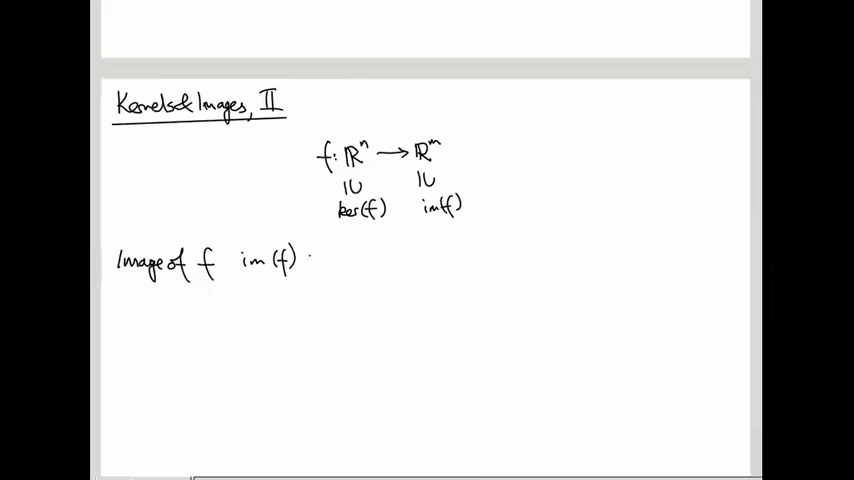 Kernels & Images, II
f: ℝⁿ → ℝᵐ
∪| ∪|
ker(f) im(f)
Image of f im(f)